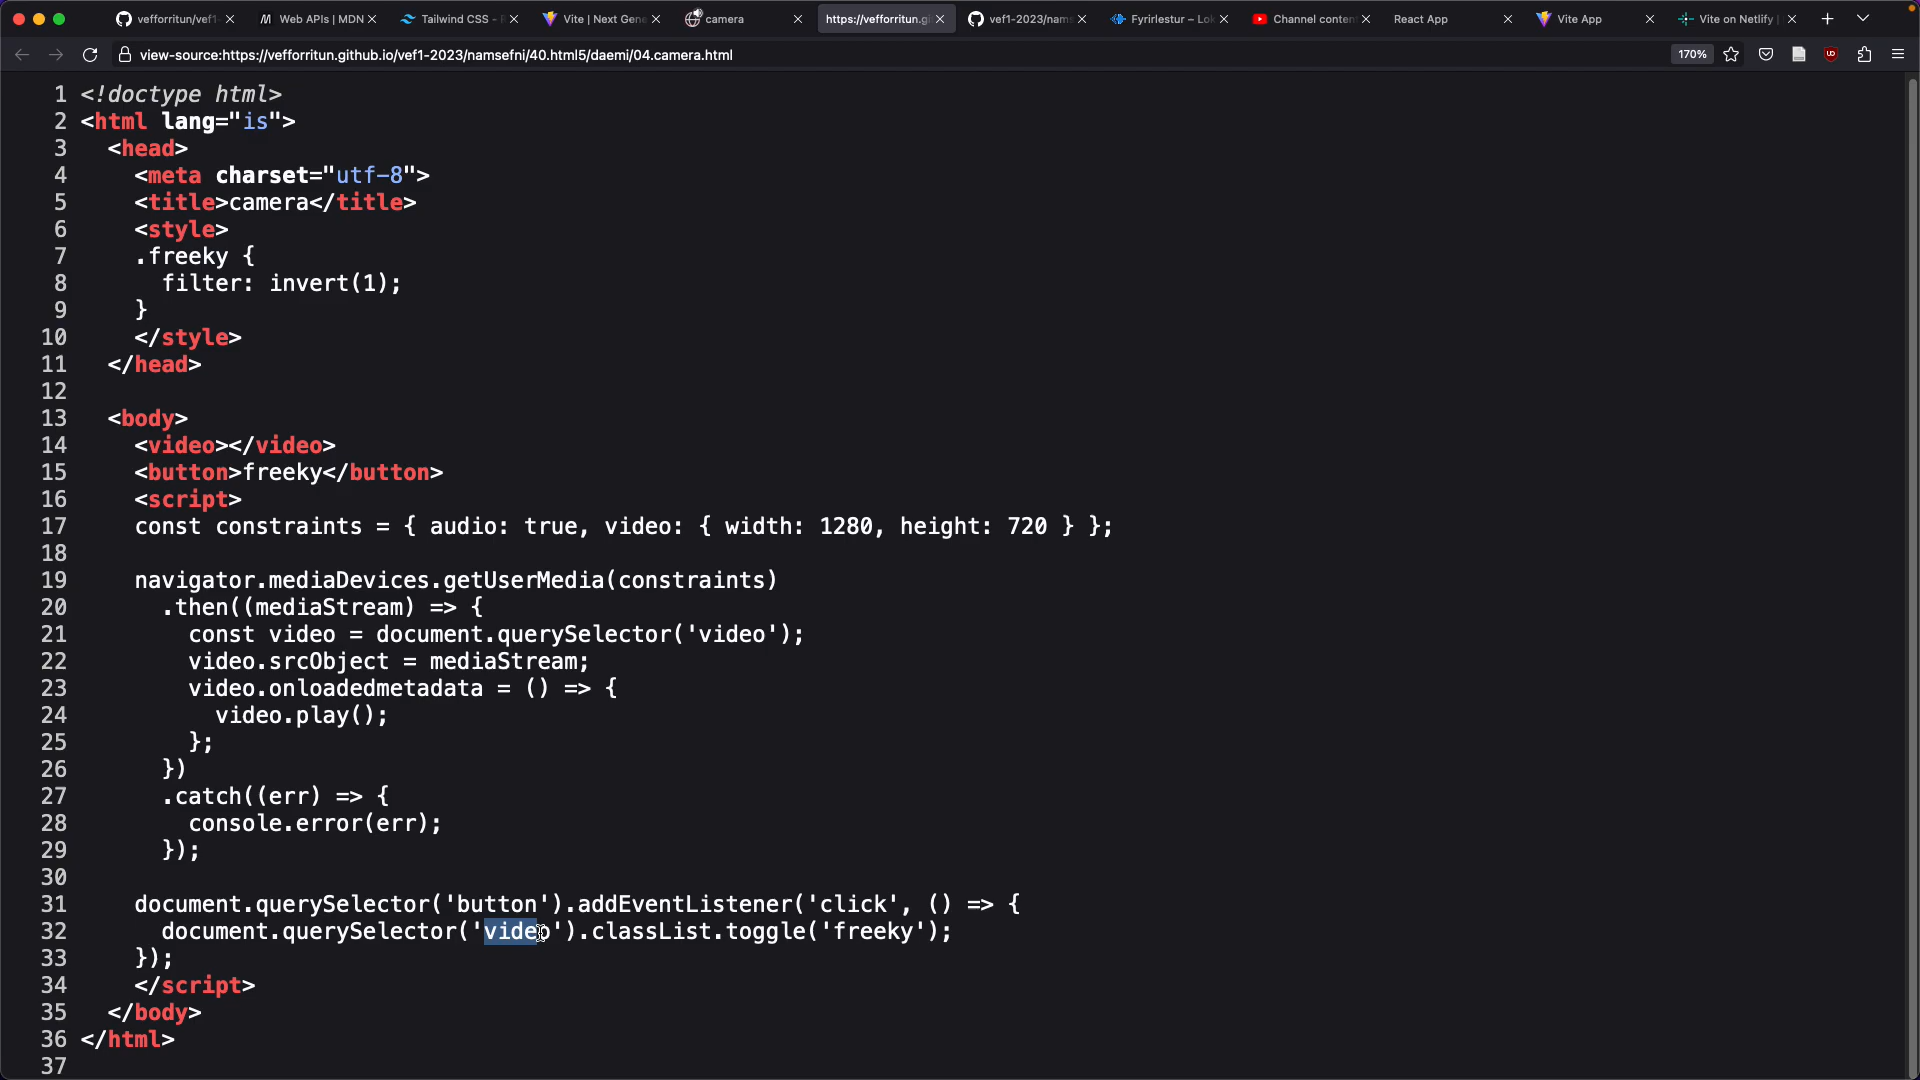 vefforritun/vef1-
Web APIs | MDN
Tailwind CSS - R
Vite | Next Gene
camera
https://vefforritun.gi
vef1-2023/nams
Fyrirlestur – Lok
Channel content
React App
Vite App
Vite on Netlify |
view-source:https://vefforritun.github.io/vef1-2023/namsefni/40.html5/daemi/04.camera.html
170%
1 <!doctype html>
2 <html lang="is">
3   <head>
4     <meta charset="utf-8">
5     <title>camera</title>
6     <style>
7     .freeky {
8       filter: invert(1);
9     }
10     </style>
11   </head>
12
13   <body>
14     <video></video>
15     <button>freeky</button>
16     <script>
17     const constraints = { audio: true, video: { width: 1280, height: 720 } };
18
19     navigator.mediaDevices.getUserMedia(constraints)
20       .then((mediaStream) => {
21         const video = document.querySelector('video');
22         video.srcObject = mediaStream;
23         video.onloadedmetadata = () => {
24           video.play();
25         };
26       })
27       .catch((err) => {
28         console.error(err);
29       });
30
31     document.querySelector('button').addEventListener('click', () => {
32       document.querySelector('video').classList.toggle('freeky');
33     });
34     </script>
35   </body>
36 </html>
37